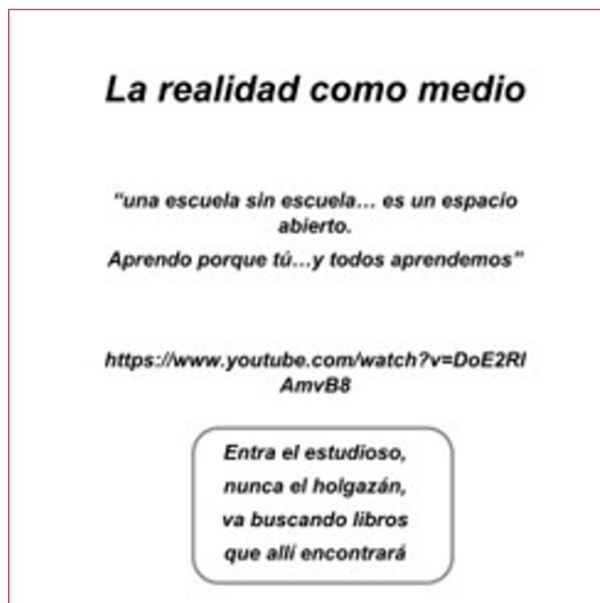 La realidad como medio
“una escuela sin escuela... es un espacio
abierto.
Aprendo porque tú...y todos aprendemos”
https://www.youtube.com/watch?v=DoE2RI
AmvB8
Entra el estudioso,
nunca el holgazán,
va buscando libros
que allí encontrará